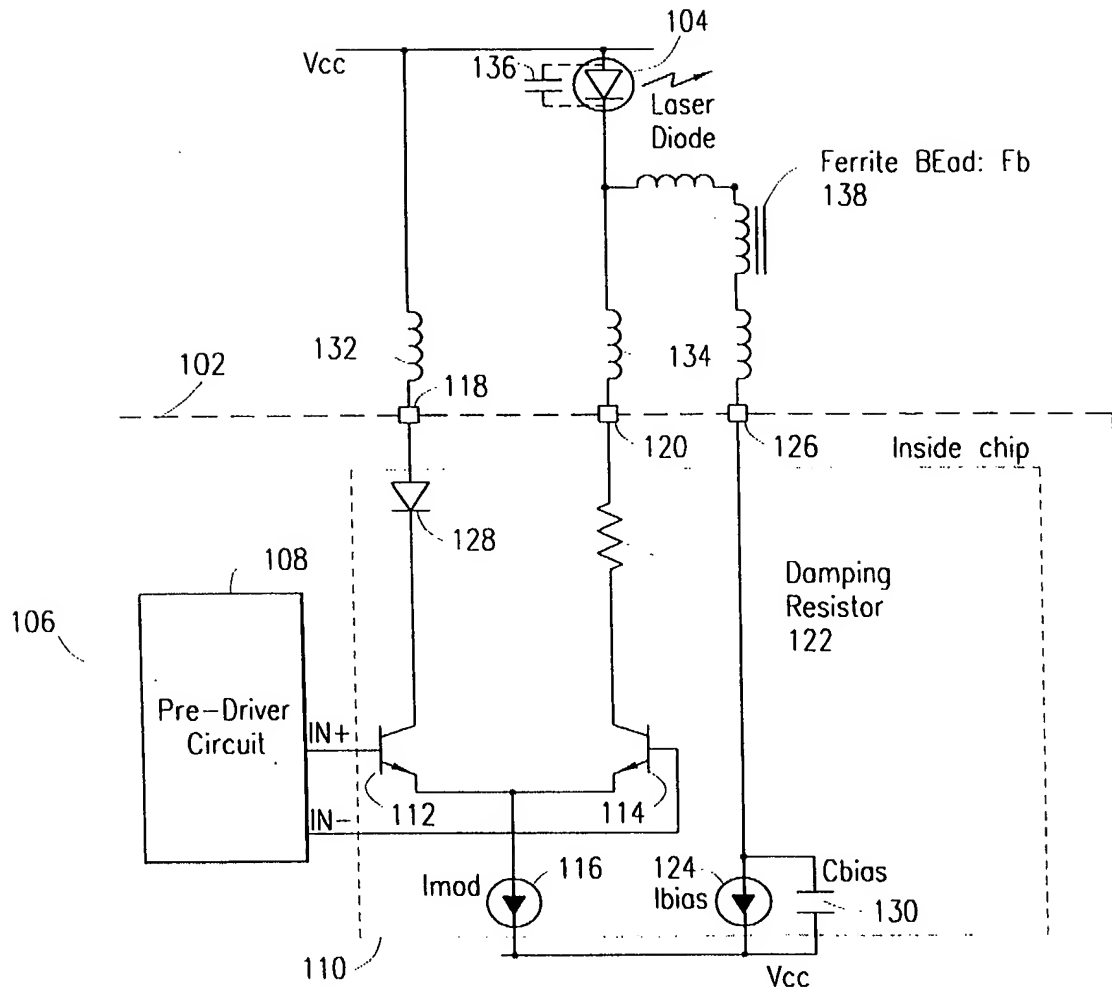 104
Vcc
136
Laser
Diode
Ferrite BEad: Fb
138
132
134
102
118
120
126
Inside chip
128
108
Damping
Resistor
122
106
Pre-Driver
Circuit
IN+
IN-
112
114
Imod
116
124
Ibias
Cbias
130
110
Vcc